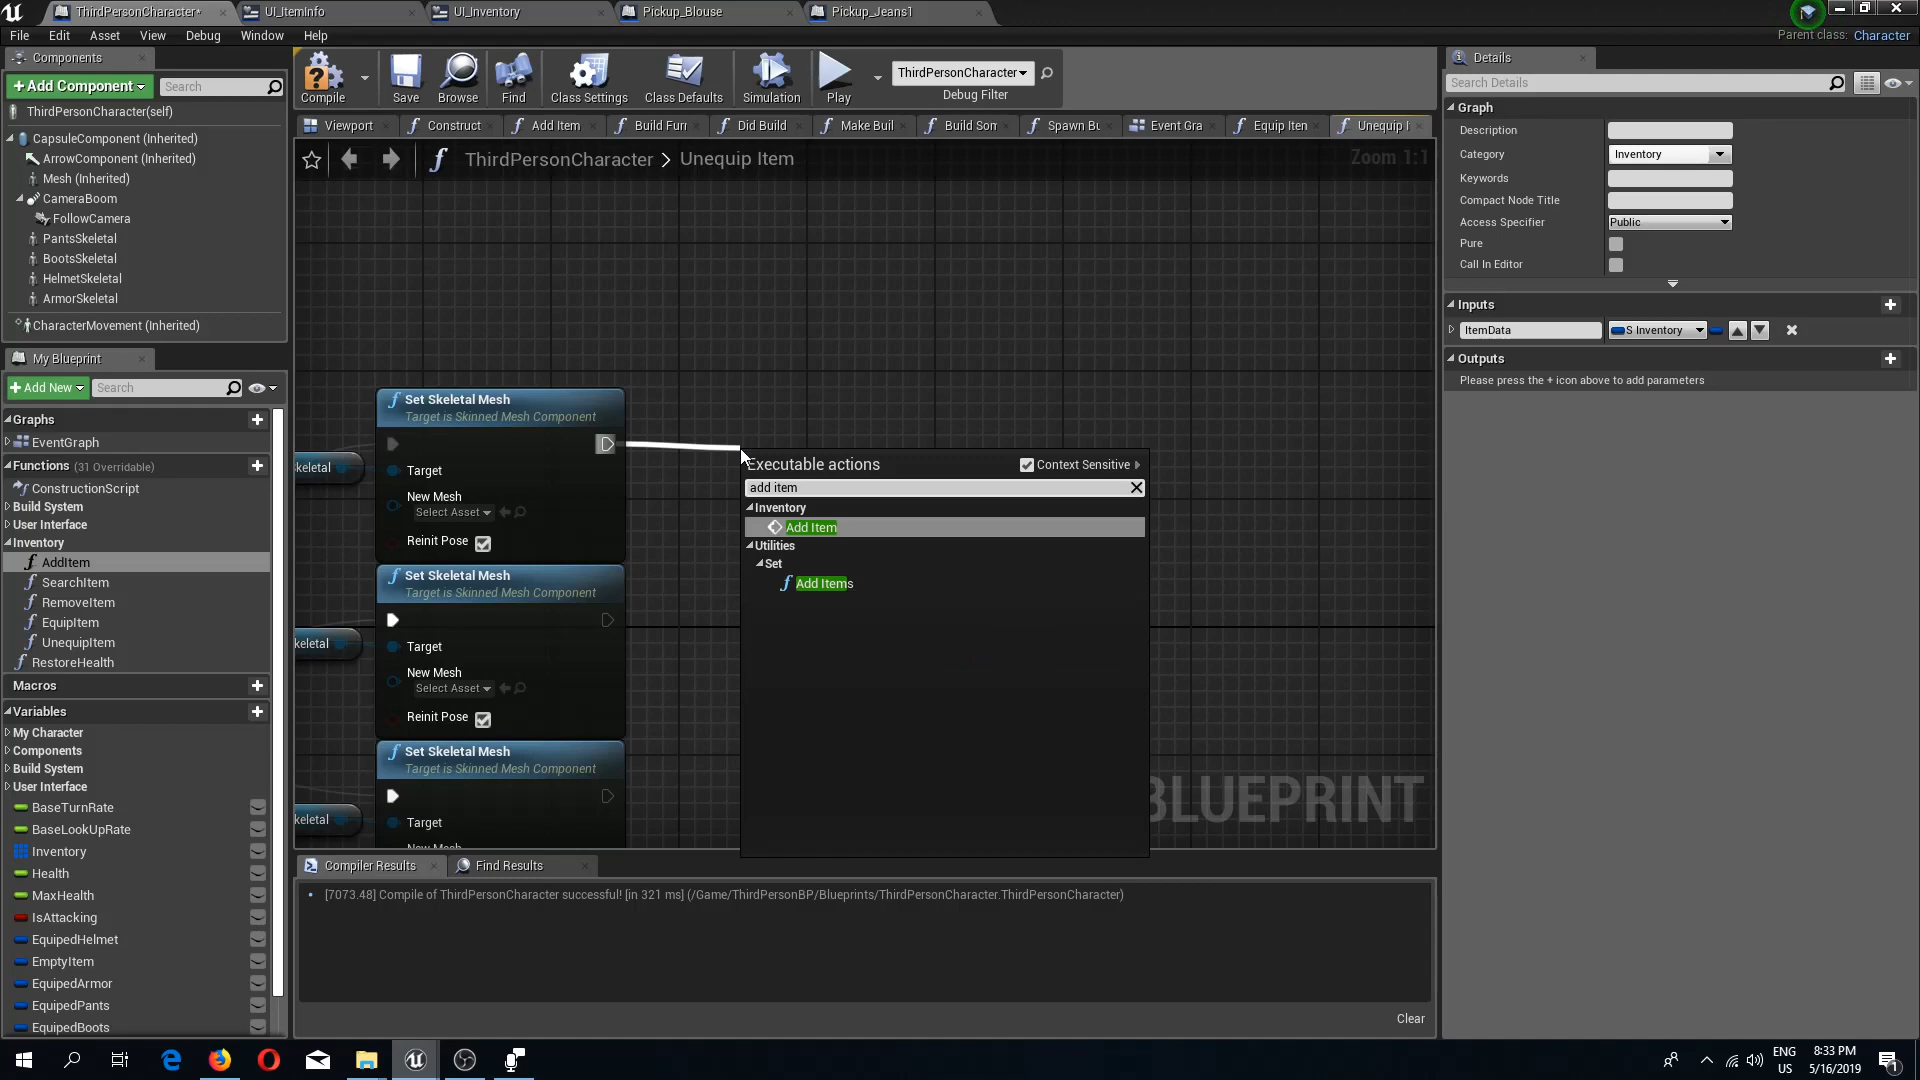 ThirdPersonCharacter*
UI_ItemInfo
UI_Inventory
Pickup_Blouse
Pickup_Jeans1
File
Edit
Asset
View
Debug
Window
Help
Parent class:
Character
Components
+Add Component
Search
ThirdPersonCharacter(self)
CapsuleComponent (Inherited)
ArrowComponent (Inherited)
Mesh (Inherited)
CameraBoom
FollowCamera
PantsSkeletal
BootsSkeletal
HelmetSkeletal
ArmorSkeletal
CharacterMovement (Inherited)
My Blueprint
+Add New
Search
Graphs
EventGraph
Functions (31 Overridable)
ConstructionScript
Build System
User Interface
Inventory
AddItem
SearchItem
RemoveItem
EquipItem
UnequipItem
RestoreHealth
Macros
Variables
My Character
Components
Build System
User Interface
BaseTurnRate
BaseLookUpRate
Inventory
Health
MaxHealth
IsAttacking
EquipedHelmet
EmptyItem
EquipedArmor
EquipedPants
EquipedBoots
Compile
Save
Browse
Find
Class Settings
Class Defaults
Simulation
Play
ThirdPersonCharacter
Debug Filter
Viewport
Construct
Add Item
Build Furr
Did Build
Make Buil
Build Son
Spawn Bu
Event Gra
Equip Iten
Unequip I
ThirdPersonCharacter > Unequip Item
Zoom 1:1
Set Skeletal Mesh
Target is Skinned Mesh Component
keletal
Target
New Mesh
Select Asset
Reinit Pose
Set Skeletal Mesh
Target is Skinned Mesh Component
keletal
Target
New Mesh
Select Asset
Reinit Pose
Set Skeletal Mesh
Target is Skinned Mesh Component
keletal
Target
New Mesh
Executable actions
Context Sensitive
add item
Inventory
Add Item
Utilities
Set
Add Items
BLUEPRINT
Compiler Results
Find Results
[7073.48] Compile of ThirdPersonCharacter successful! [in 321 ms] (/Game/ThirdPersonBP/Blueprints/ThirdPersonCharacter.ThirdPersonCharacter)
Clear
Details
Search Details
Graph
Description
Category
Inventory
Keywords
Compact Node Title
Access Specifier
Public
Pure
Call In Editor
Inputs
ItemData
S Inventory
Outputs
Please press the + icon above to add parameters
ENG
US
8:33 PM
5/16/2019
1